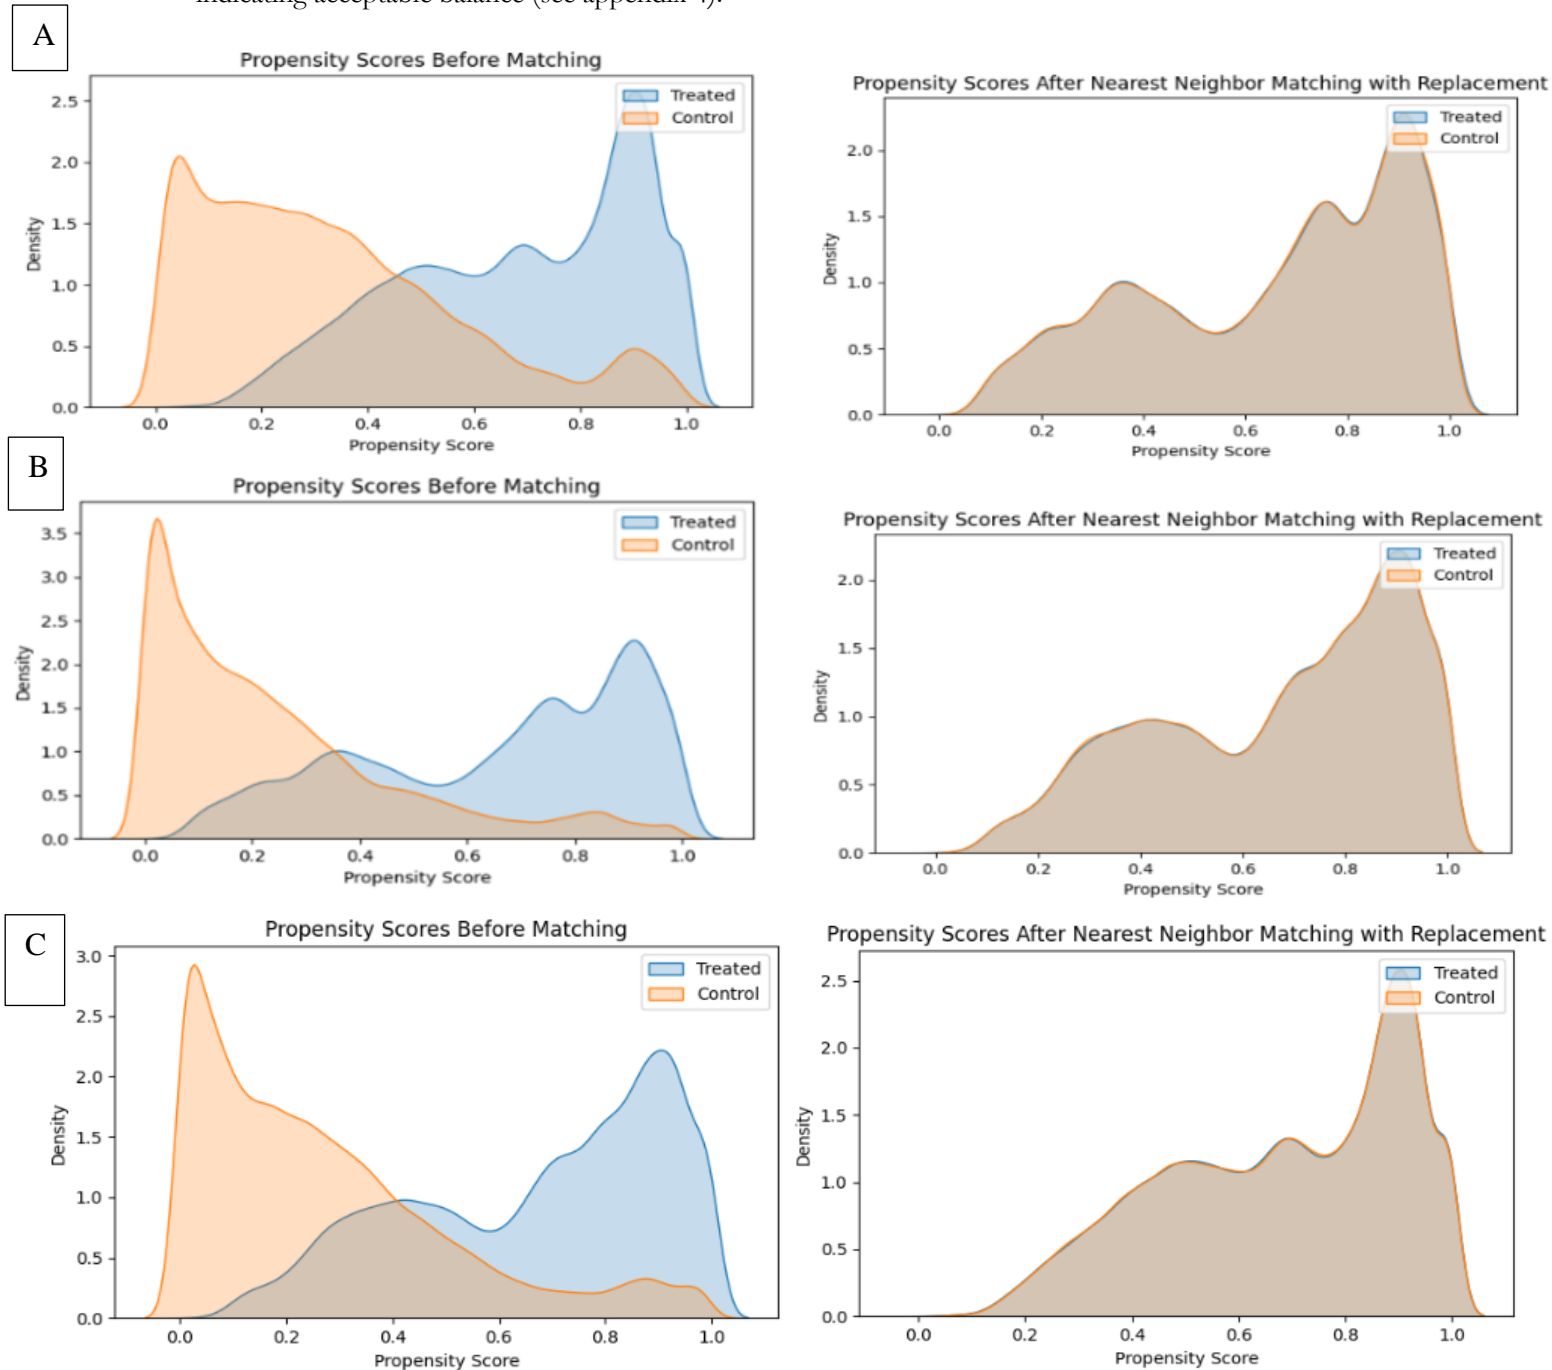 indicating acceptable balance (see appendix 4).
A
Propensity Scores Before Matching
Treated
Control
2.5
2.0
1.5
1.0
0.5
0.0
Density
0.0 0.2 0.4 0.6 0.8 1.0
Propensity Score
Propensity Scores After Nearest Neighbor Matching with Replacement
Treated
Control
2.0
1.5
1.0
0.5
0.0
Density
0.0 0.2 0.4 0.6 0.8 1.0
Propensity Score
B
Propensity Scores Before Matching
Treated
Control
3.5
3.0
2.5
2.0
1.5
1.0
0.5
0.0
Density
0.0 0.2 0.4 0.6 0.8 1.0
Propensity Score
Propensity Scores After Nearest Neighbor Matching with Replacement
Treated
Control
2.0
1.5
1.0
0.5
0.0
Density
0.0 0.2 0.4 0.6 0.8 1.0
Propensity Score
C
Propensity Scores Before Matching
Treated
Control
3.0
2.5
2.0
1.5
1.0
0.5
0.0
Density
0.0 0.2 0.4 0.6 0.8 1.0
Propensity Score
Propensity Scores After Nearest Neighbor Matching with Replacement
Treated
Control
2.5
2.0
1.5
1.0
0.5
0.0
Density
0.0 0.2 0.4 0.6 0.8 1.0
Propensity Score